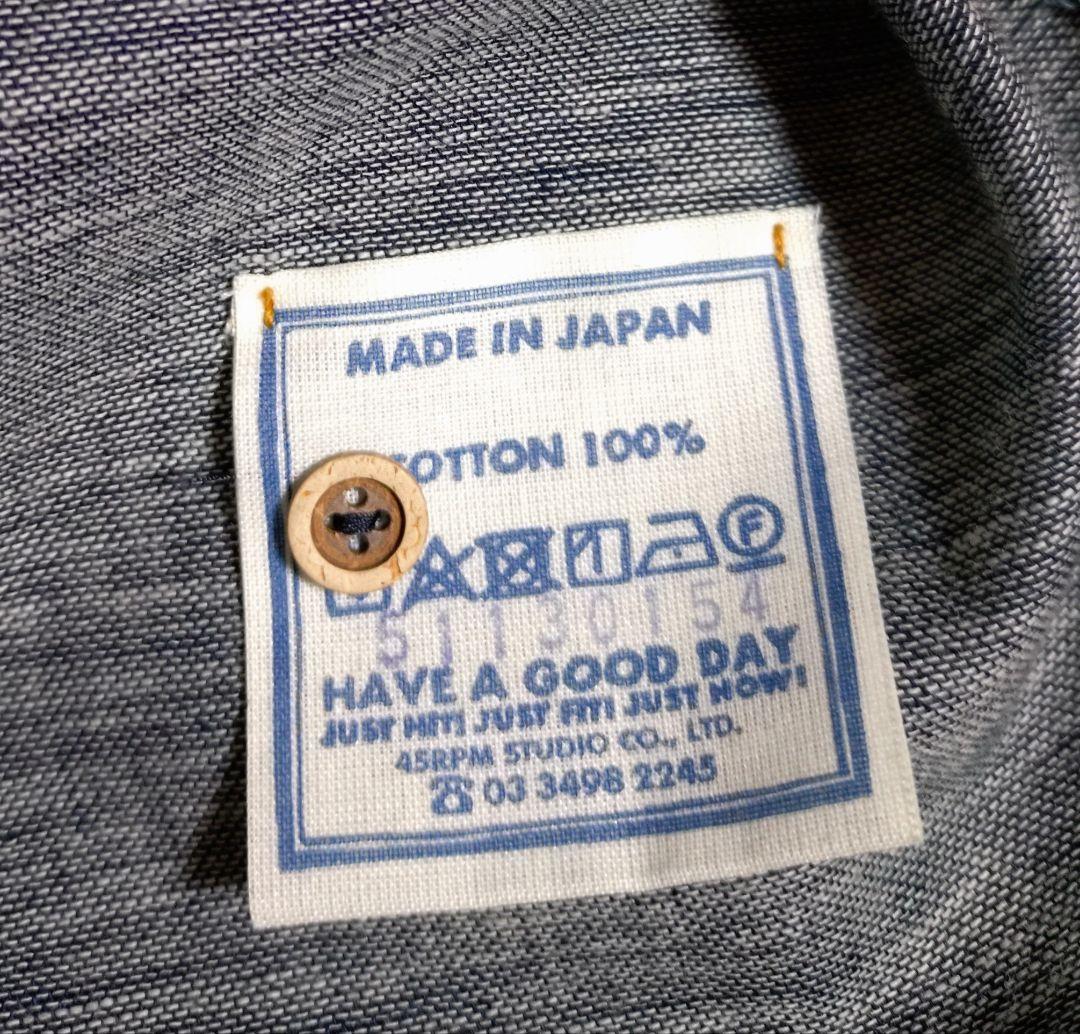 MADE IN JAPAN
COTTON 100%
F
51130154
HAVE A GOOD DAY
JUST HIT! JUST FIT! JUST NOW!
45RPM STUDIO CO., LTD.
☎ 03 3498 2245